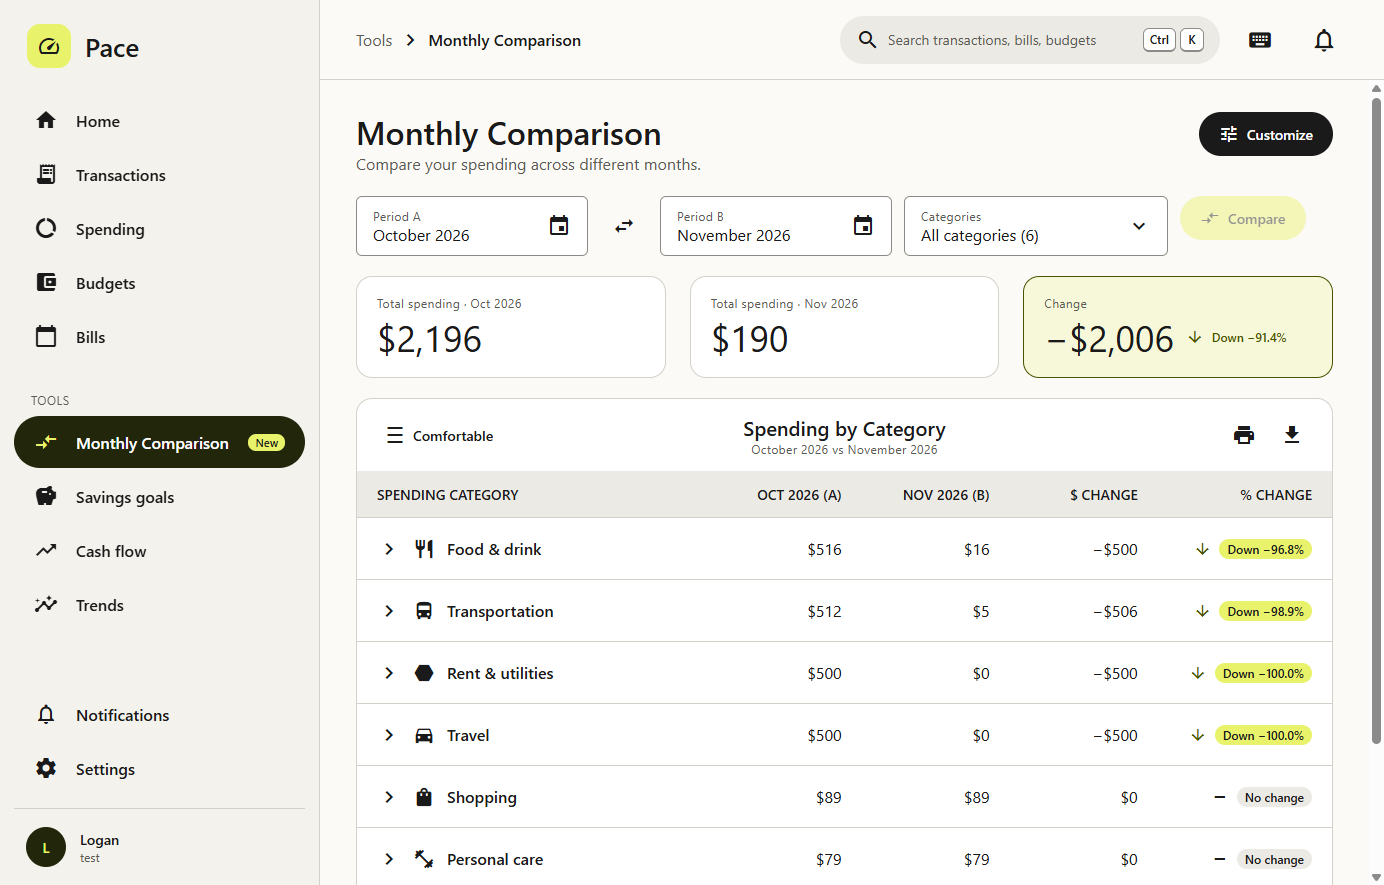 Pace
Home
Transactions
Spending
Budgets
Bills
TOOLS
Monthly Comparison New
Savings goals
Cash flow
Trends
Notifications
Settings
L
Logan
test
Tools > Monthly Comparison
Search transactions, bills, budgets Ctrl K
Monthly Comparison
Compare your spending across different months.
Customize
Period A
October 2026
Period B
November 2026
Categories
All categories (6)
Compare
Total spending · Oct 2026
$2,196
Total spending · Nov 2026
$190
Change
−$2,006 Down −91.4%
Comfortable
Spending by Category
October 2026 vs November 2026
SPENDING CATEGORY OCT 2026 (A) NOV 2026 (B) $ CHANGE % CHANGE
Food & drink $516 $16 −$500 Down −96.8%
Transportation $512 $5 −$506 Down −98.9%
Rent & utilities $500 $0 −$500 Down −100.0%
Travel $500 $0 −$500 Down −100.0%
Shopping $89 $89 $0 No change
Personal care $79 $79 $0 No change